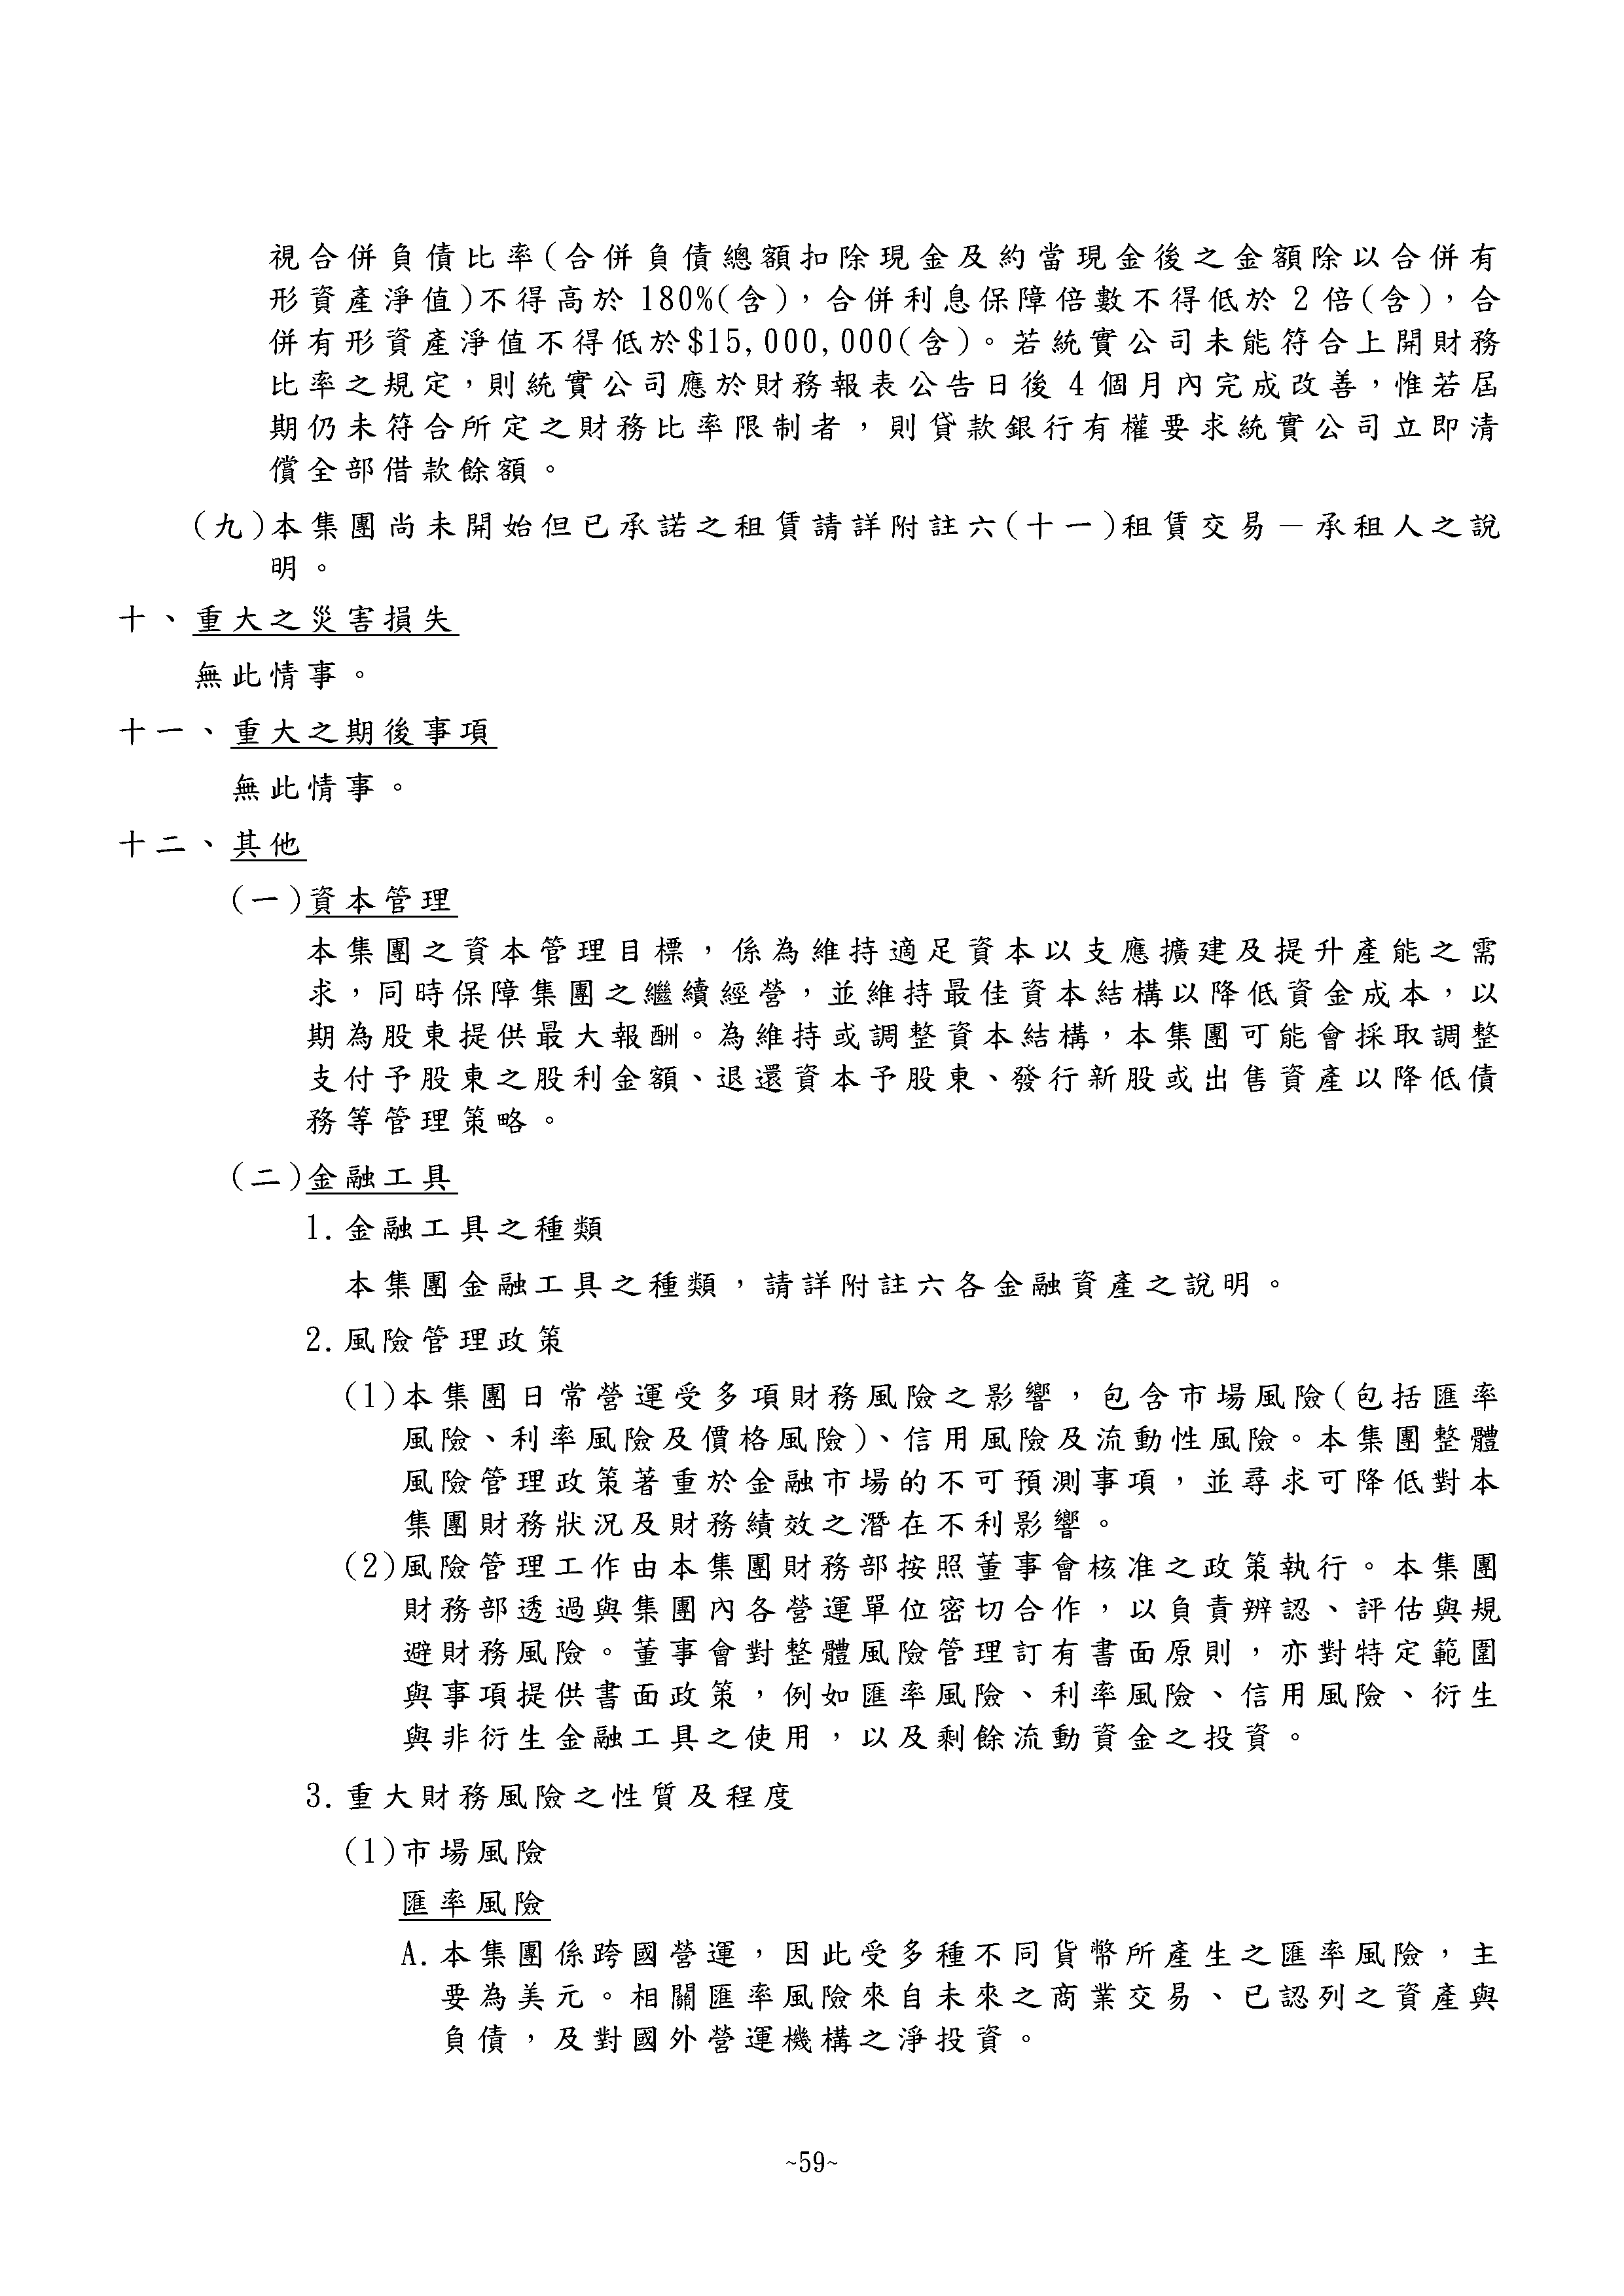 視合併負債比率(合併負債總額扣除現金及約當現金後之金額除以合併有
形資產淨值)不得高於 180%(含)，合併利息保障倍數不得低於 2 倍(含)，合
併有形資產淨值不得低於$15,000,000(含)。若統實公司未能符合上開財務
比率之規定，則統實公司應於財務報表公告日後 4 個月內完成改善，惟若屆
期仍未符合所定之財務比率限制者，則貸款銀行有權要求統實公司立即清
償全部借款餘額。
(九)本集團尚未開始但已承諾之租賃請詳附註六(十一)租賃交易－承租人之說
明。
十、重大之災害損失
無此情事。
十一、重大之期後事項
無此情事。
十二、其他
(一)資本管理
本集團之資本管理目標，係為維持適足資本以支應擴建及提升產能之需
求，同時保障集團之繼續經營，並維持最佳資本結構以降低資金成本，以
期為股東提供最大報酬。為維持或調整資本結構，本集團可能會採取調整
支付予股東之股利金額、退還資本予股東、發行新股或出售資產以降低債
務等管理策略。
(二)金融工具
1.金融工具之種類
本集團金融工具之種類，請詳附註六各金融資產之說明。
2.風險管理政策
(1)本集團日常營運受多項財務風險之影響，包含市場風險(包括匯率
風險、利率風險及價格風險)、信用風險及流動性風險。本集團整體
風險管理政策著重於金融市場的不可預測事項，並尋求可降低對本
集團財務狀況及財務績效之潛在不利影響。
(2)風險管理工作由本集團財務部按照董事會核准之政策執行。本集團
財務部透過與集團內各營運單位密切合作，以負責辨認、評估與規
避財務風險。董事會對整體風險管理訂有書面原則，亦對特定範圍
與事項提供書面政策，例如匯率風險、利率風險、信用風險、衍生
與非衍生金融工具之使用，以及剩餘流動資金之投資。
3.重大財務風險之性質及程度
(1)市場風險
匯率風險
A.本集團係跨國營運，因此受多種不同貨幣所產生之匯率風險，主
要為美元。相關匯率風險來自未來之商業交易、已認列之資產與
負債，及對國外營運機構之淨投資。
~59~